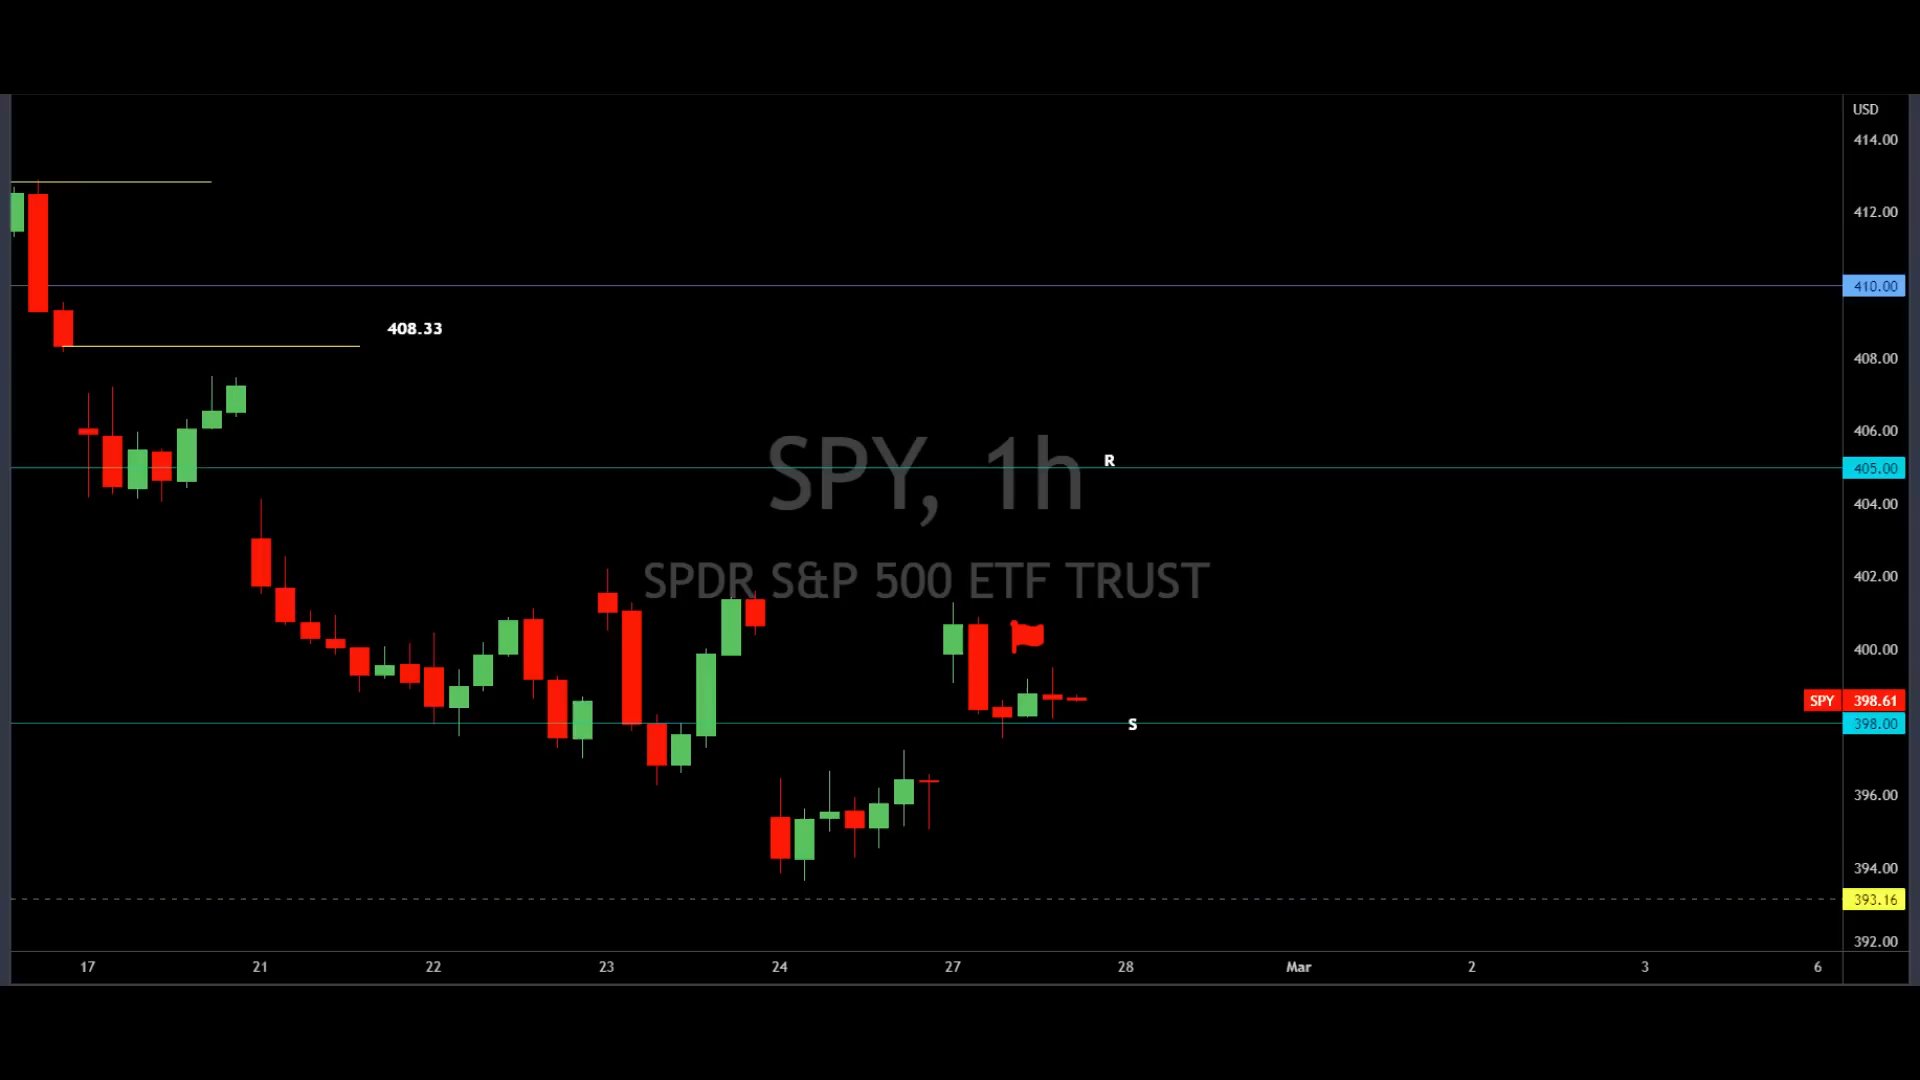 USD
414.00
412.00
410.00
408.33
408.00
406.00
R
405.00
SPY, 1h
404.00
SPDR S&P 500 ETF TRUST
402.00
400.00
SPY 398.61
S 398.00
396.00
394.00
393.16
392.00
17 21 22 23 24 27 28 Mar 2 3 6